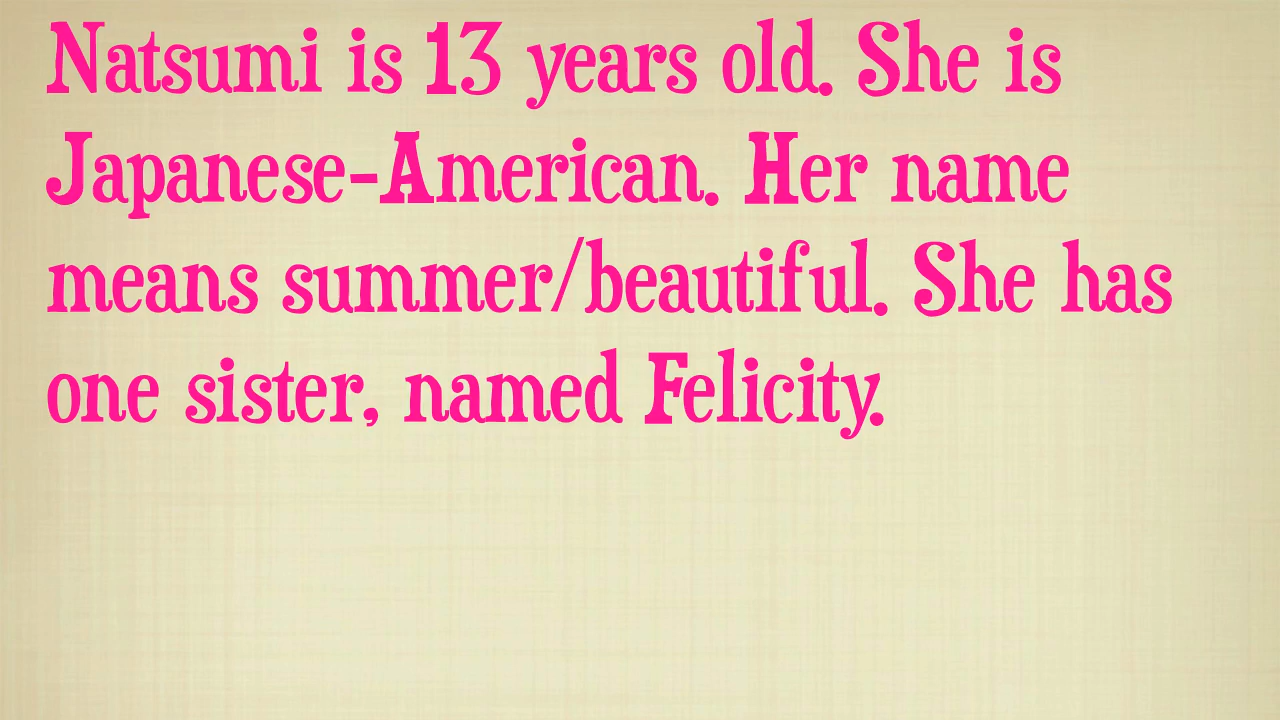 Natsumi is 13 years old. She is
Japanese-American. Her name
means summer/beautiful. She has
one sister, named Felicity.